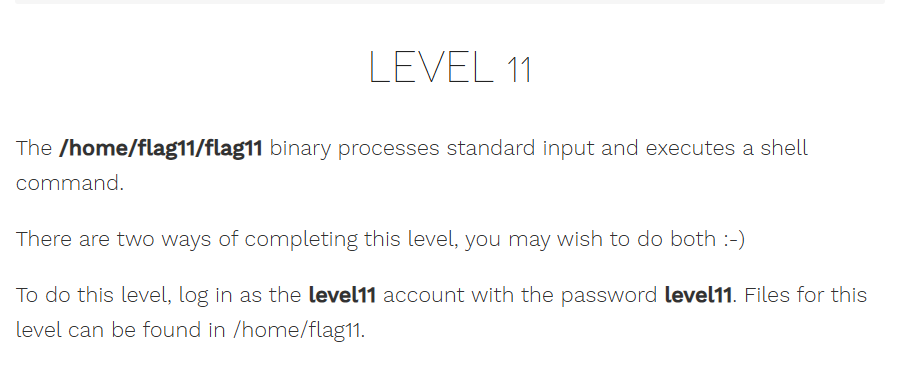 LEVEL 11
The /home/flag11/flag11 binary processes standard input and executes a shell
command.
There are two ways of completing this level, you may wish to do both :-)
To do this level, log in as the level11 account with the password level11. Files for this
level can be found in /home/flag11.